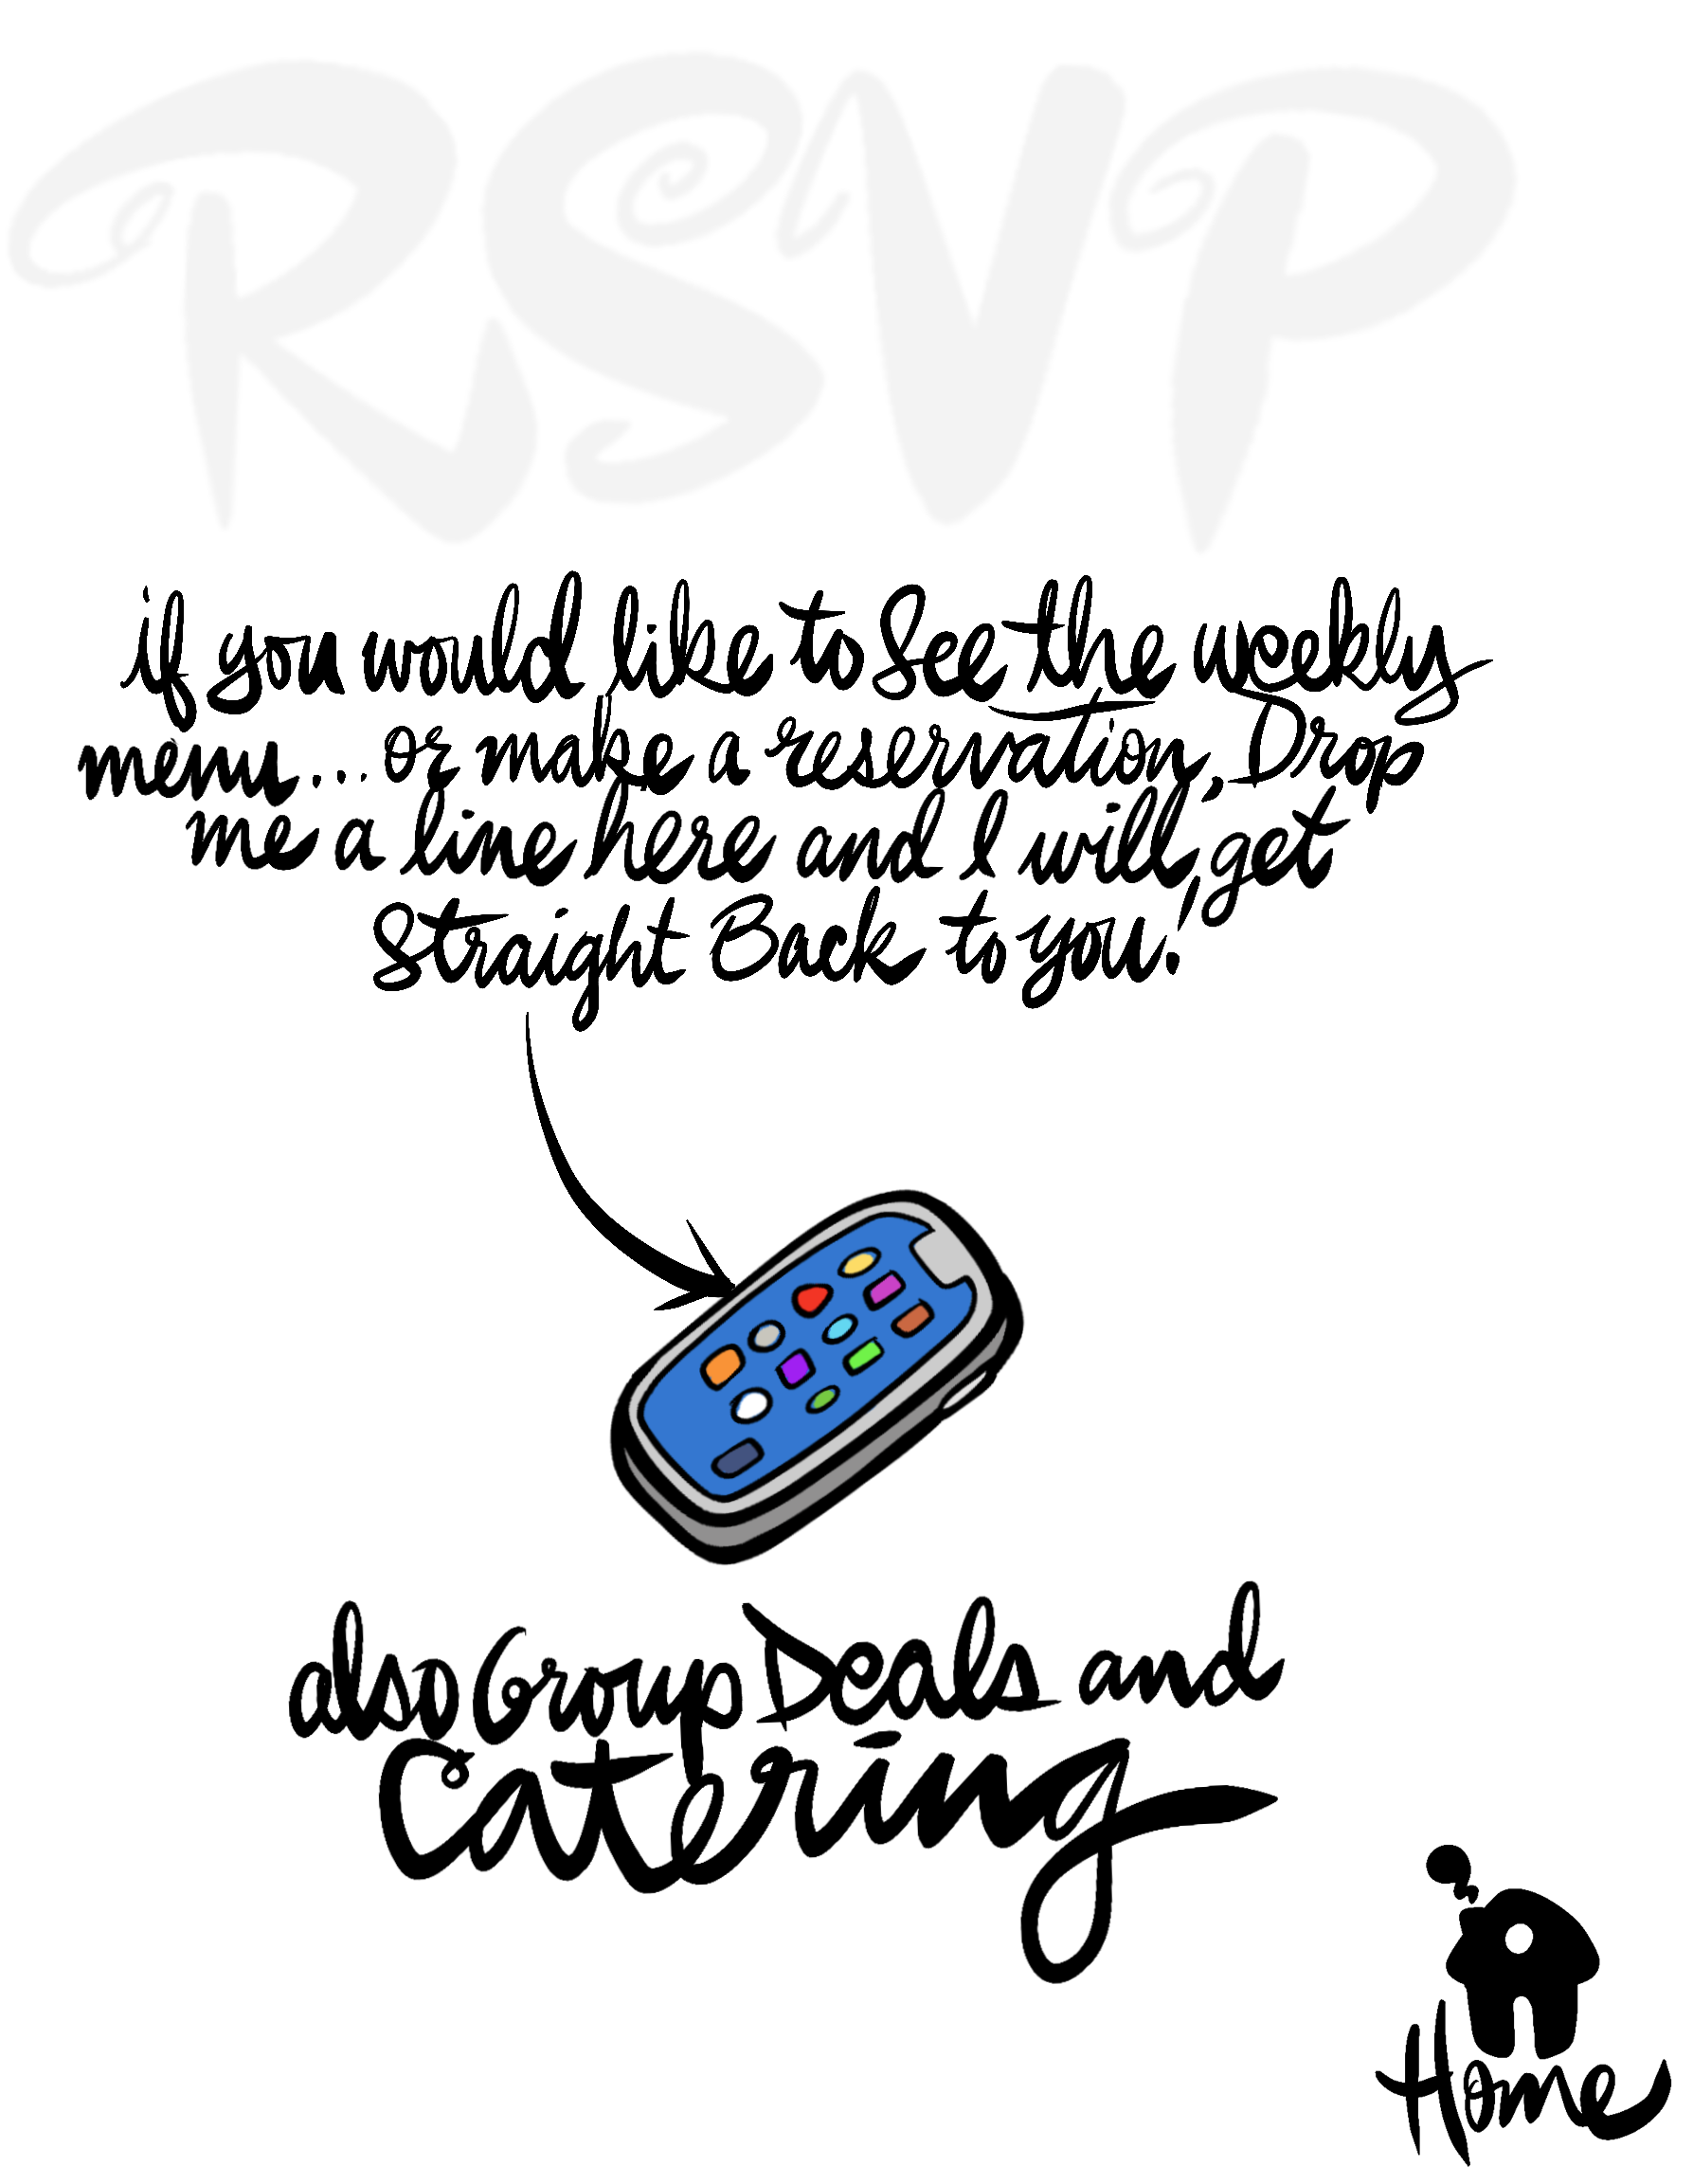 RSVP
if you would like to See the weekly
menu... or make a reservation, Drop
me a line here and I will get
Straight Back to you!
also Group Deals and
Catering
Home